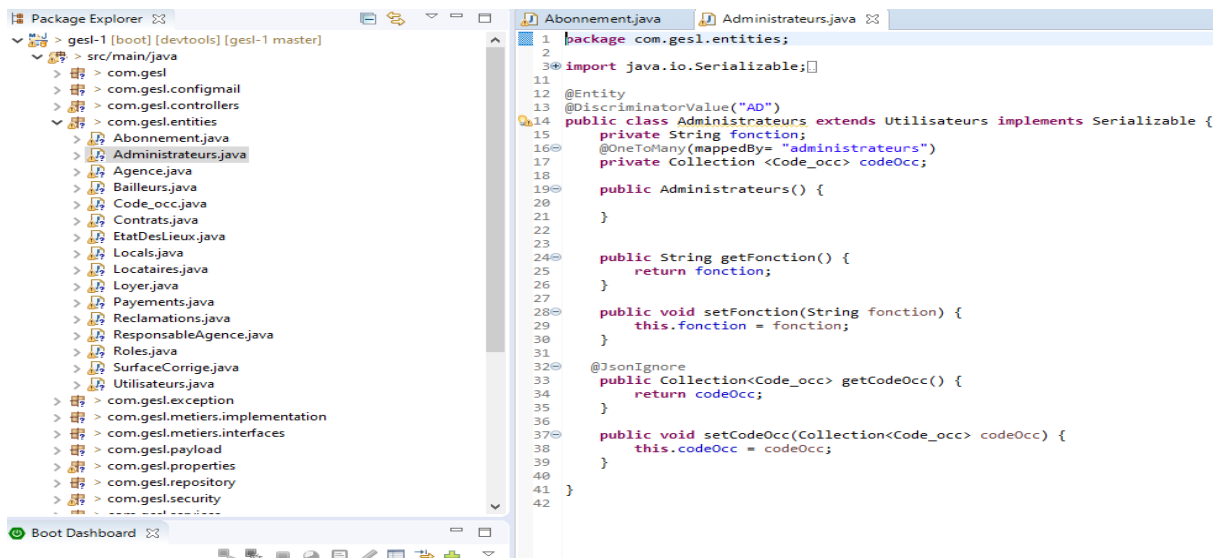 Package Explorer
> gesl-1 [boot] [devtools] [gesl-1 master]
src/main/java
> com.gesl
> com.gesl.configmail
> com.gesl.controllers
> com.gesl.entities
Abonnement.java
Administrateurs.java
Agence.java
Bailleurs.java
Code_occ.java
Contrats.java
EtatDesLieux.java
Locals.java
Locataires.java
Loyer.java
Payements.java
Reclamations.java
ResponsableAgence.java
Roles.java
SurfaceCorrige.java
Utilisateurs.java
> com.gesl.exception
> com.gesl.metiers.implementation
> com.gesl.metiers.interfaces
> com.gesl.payload
> com.gesl.properties
> com.gesl.repository
> com.gesl.security
Boot Dashboard
Abonnement.java Administrateurs.java
1 package com.gesl.entities;
2
3 import java.io.Serializable;
11
12 @Entity
13 @DiscriminatorValue("AD")
14 public class Administrateurs extends Utilisateurs implements Serializable {
15 private String fonction;
16 @OneToMany(mappedBy= "administrateurs")
17 private Collection <Code_occ> codeOcc;
18
19 public Administrateurs() {
20
21 }
22
23
24 public String getFonction() {
25 return fonction;
26 }
27
28 public void setFonction(String fonction) {
29 this.fonction = fonction;
30 }
31
32 @JsonIgnore
33 public Collection<Code_occ> getCodeOcc() {
34 return codeOcc;
35 }
36
37 public void setCodeOcc(Collection<Code_occ> codeOcc) {
38 this.codeOcc = codeOcc;
39 }
40
41 }
42